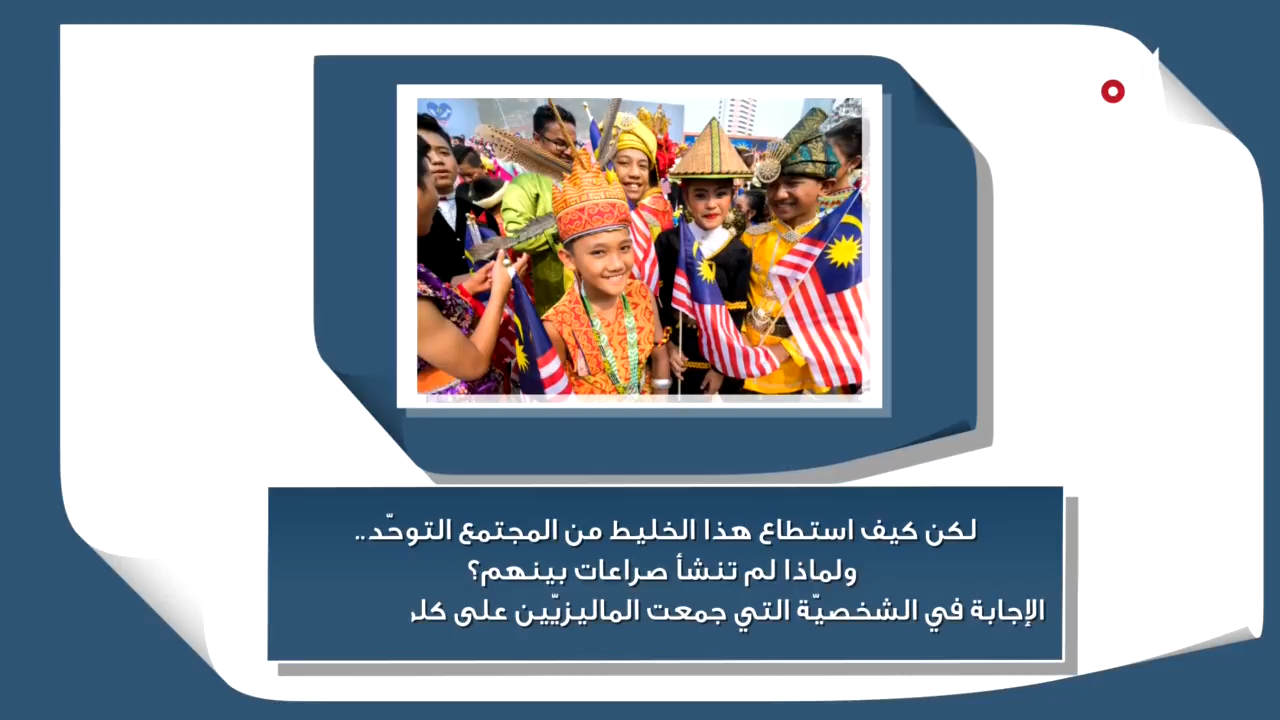 لكن كيف استطاع هذا الخليط من المجتمع التوحّد..
ولماذا لم تنشأ صراعات بينهم؟
الإجابة في الشخصيّة التي جمعت الماليزيّين على